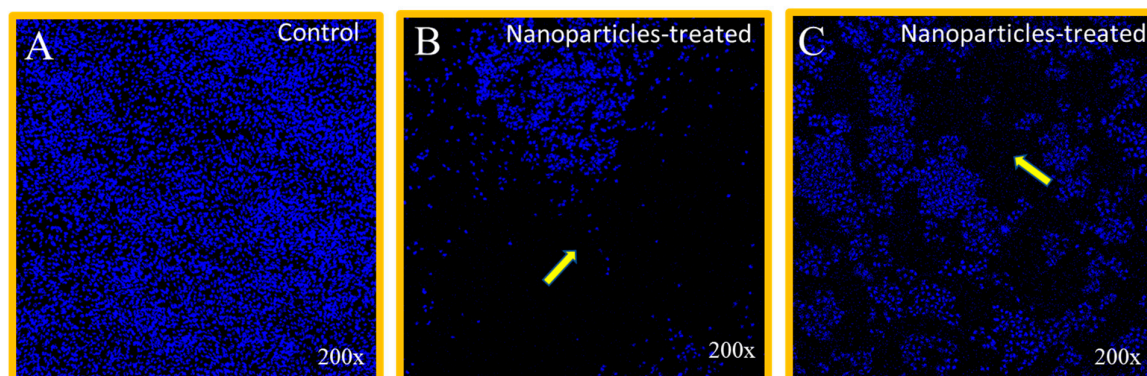 A
Control
200x
B
Nanoparticles-treated
200x
C
Nanoparticles-treated
200x